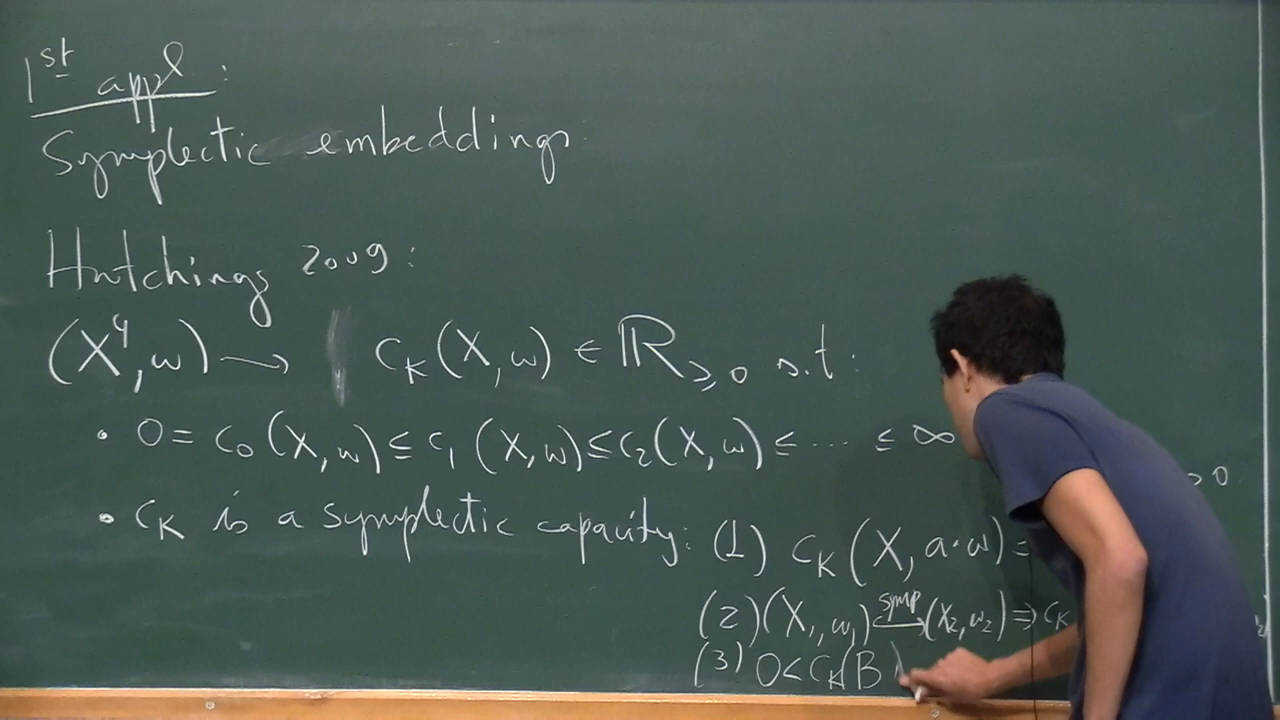 1st appl:
Symplectic embeddings
Hutchings 2009:
(X⁴, ω) → c_K(X, ω) ∈ ℝ_{≥0} s.t:
• 0 = c_0(X, ω) ≤ c_1(X, ω) ≤ c_2(X, ω) ≤ ... ≤ ∞
>0
• c_K is a symplectic capacity: (1) c_K(X, a·ω) =
(2) (X_1, ω_1) symp↪ (X_2, ω_2) ⇒ c_K
(3) 0 < c_K(B